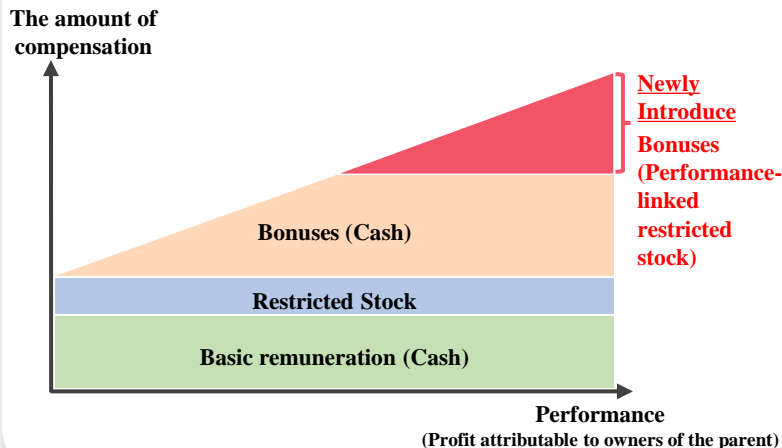 The amount of
compensation
Newly
Introduce
Bonuses
(Performance-
linked
restricted
stock)
Bonuses (Cash)
Restricted Stock
Basic remuneration (Cash)
Performance
(Profit attributable to owners of the parent)